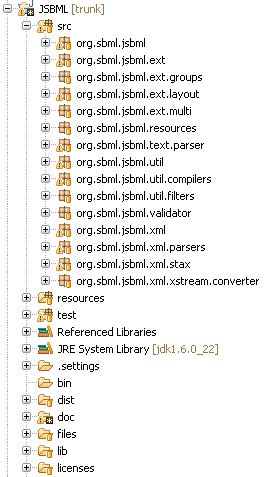 JSBML [trunk]
src
org.sbml.jsbml
org.sbml.jsbml.ext
org.sbml.jsbml.ext.groups
org.sbml.jsbml.ext.layout
org.sbml.jsbml.ext.multi
org.sbml.jsbml.resources
org.sbml.jsbml.text.parser
org.sbml.jsbml.util
org.sbml.jsbml.util.compilers
org.sbml.jsbml.util.filters
org.sbml.jsbml.validator
org.sbml.jsbml.xml
org.sbml.jsbml.xml.parsers
org.sbml.jsbml.xml.stax
org.sbml.jsbml.xml.xstream.converter
resources
test
Referenced Libraries
JRE System Library [jdk1.6.0_22]
.settings
bin
dist
doc
files
lib
licenses